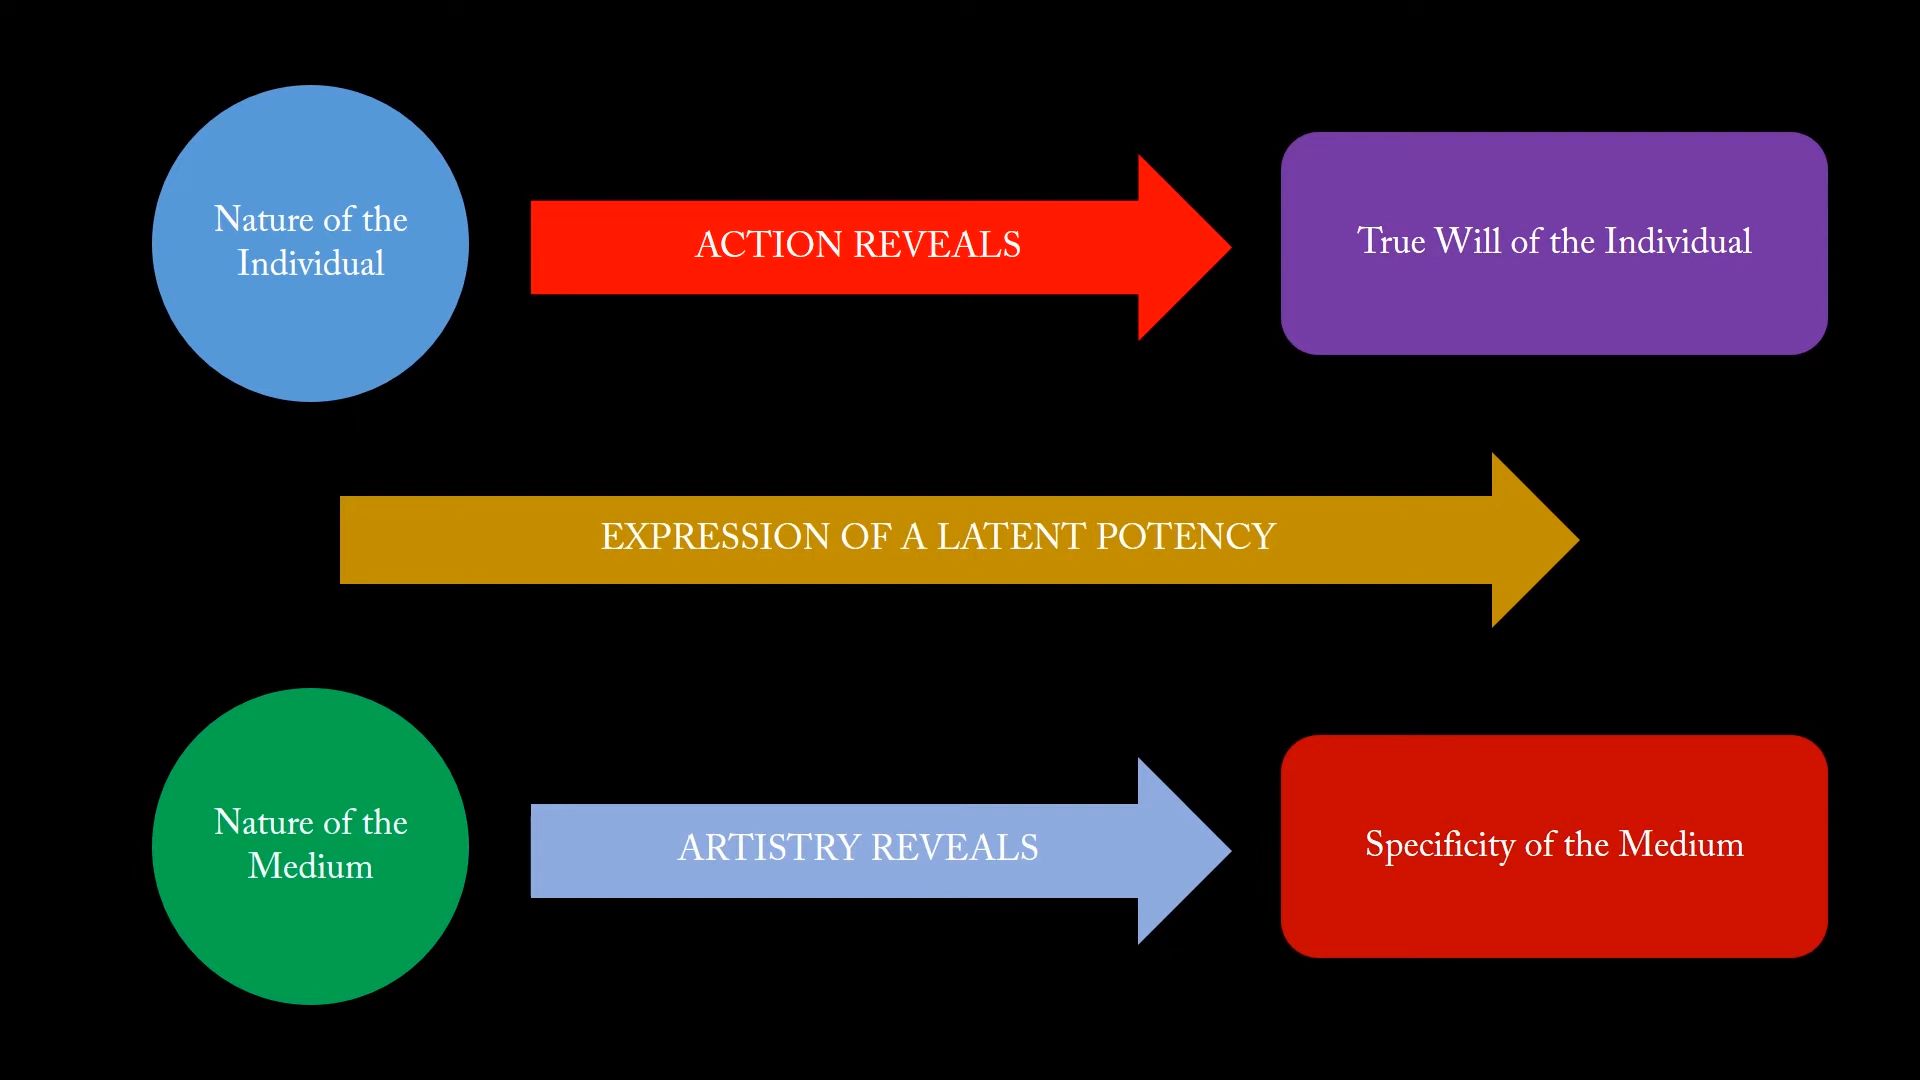 Nature of the
Individual
ACTION REVEALS
True Will of the Individual
EXPRESSION OF A LATENT POTENCY
Nature of the
Medium
ARTISTRY REVEALS
Specificity of the Medium